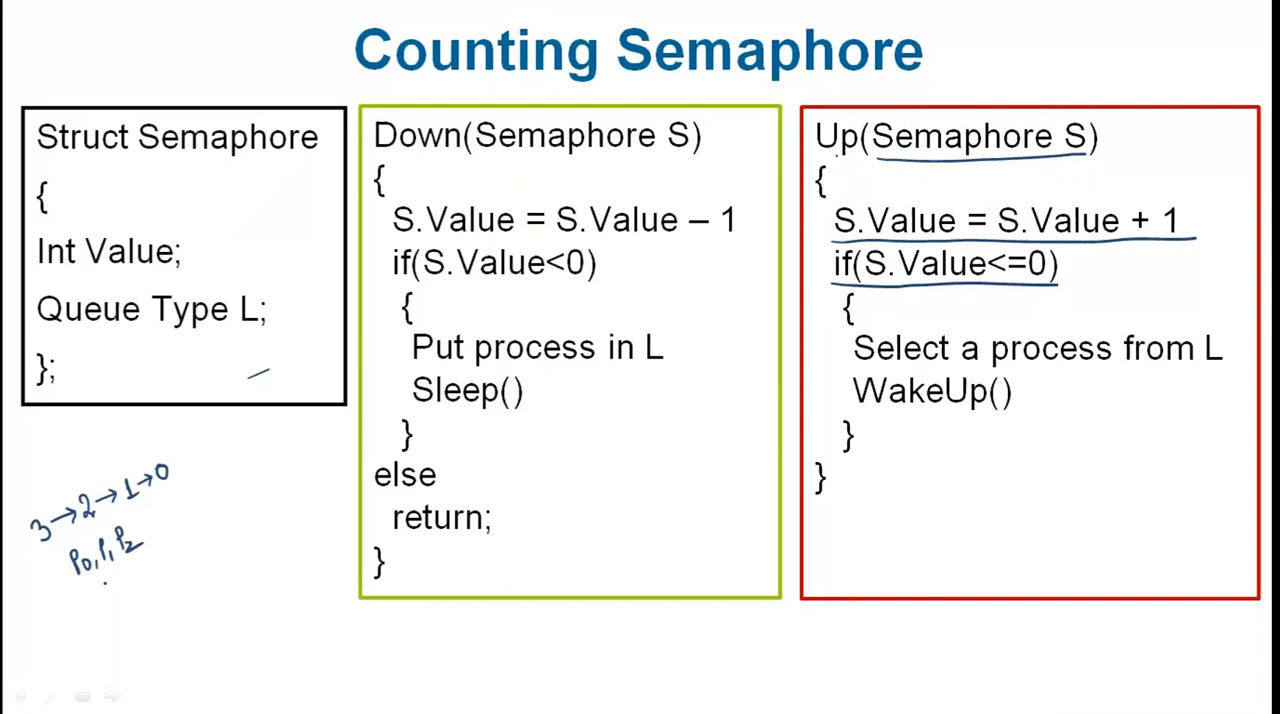 Counting Semaphore
Struct Semaphore
{
Int Value;
Queue Type L;
};
Down(Semaphore S)
{
S.Value = S.Value – 1
if(S.Value<0)
{
Put process in L
Sleep()
}
else
return;
}
Up(Semaphore S)
{
S.Value = S.Value + 1
if(S.Value<=0)
{
Select a process from L
WakeUp()
}
}
3→2→1→0
P0, P1, P2